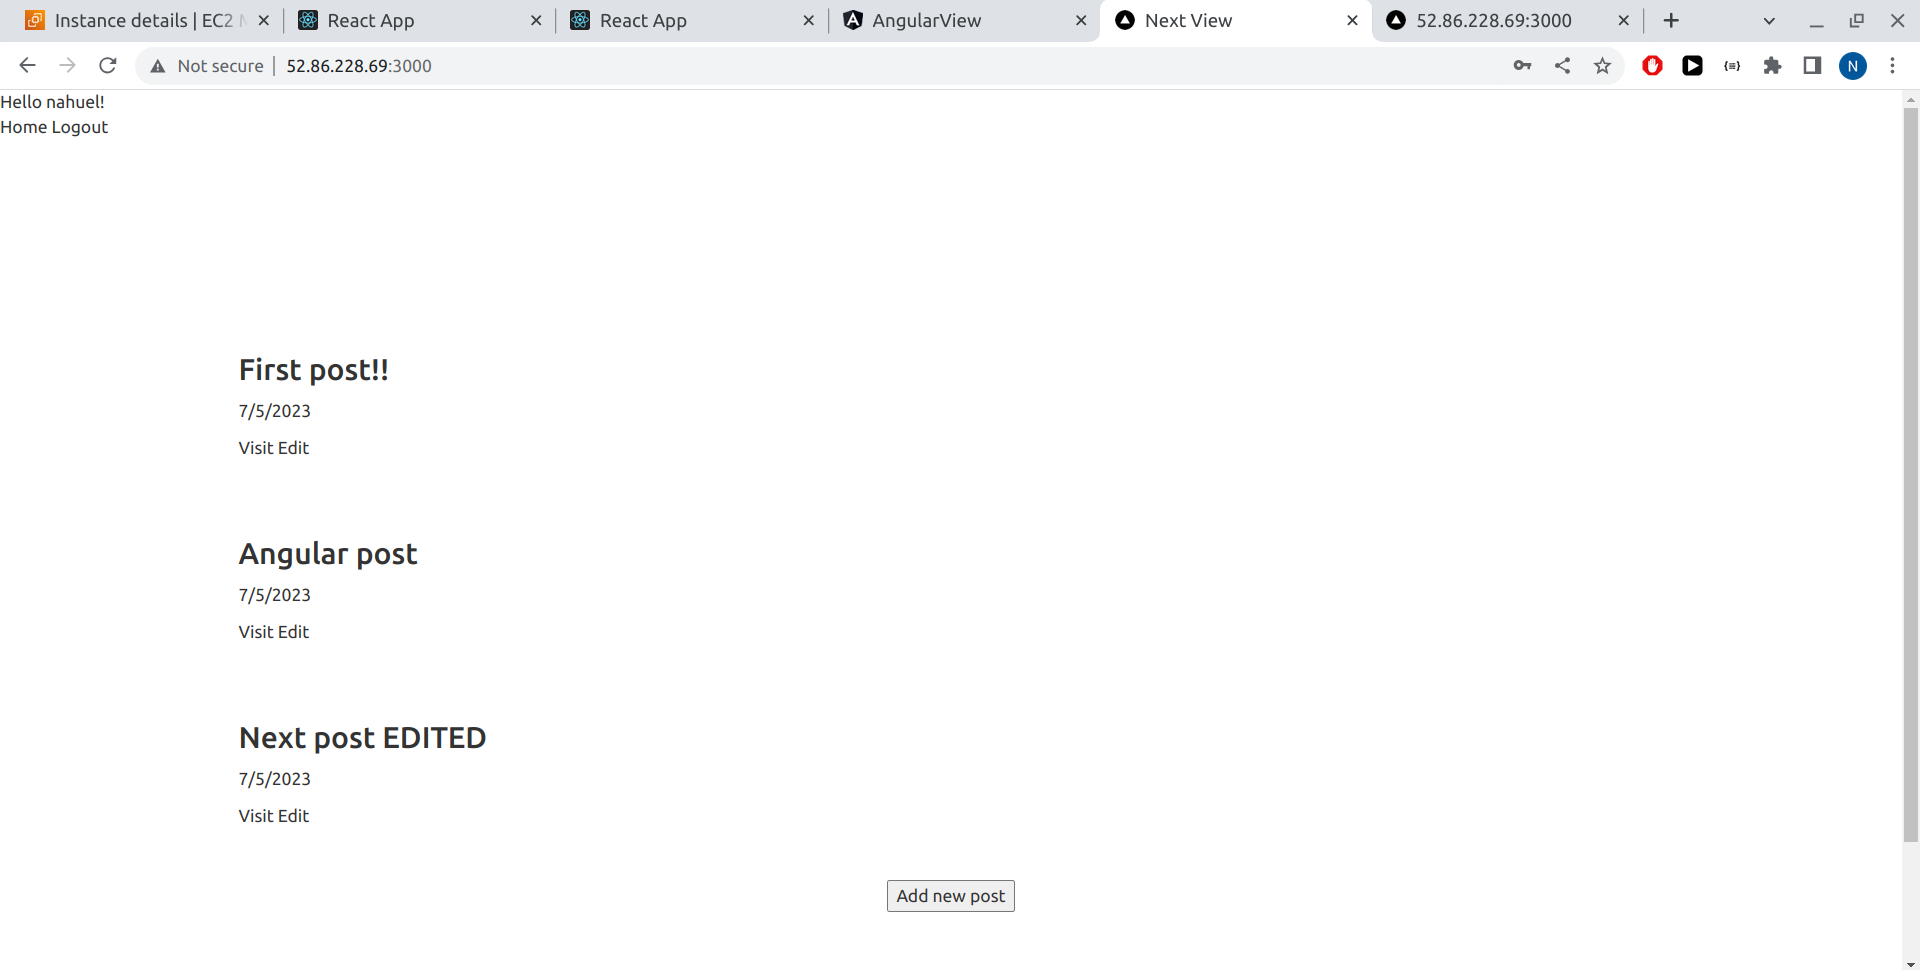 Instance details | EC2 M
React App
React App
AngularView
Next View
52.86.228.69:3000
Not secure
52.86.228.69:3000
N
Hello nahuel!
Home Logout
First post!!
7/5/2023
Visit Edit
Angular post
7/5/2023
Visit Edit
Next post EDITED
7/5/2023
Visit Edit
Add new post